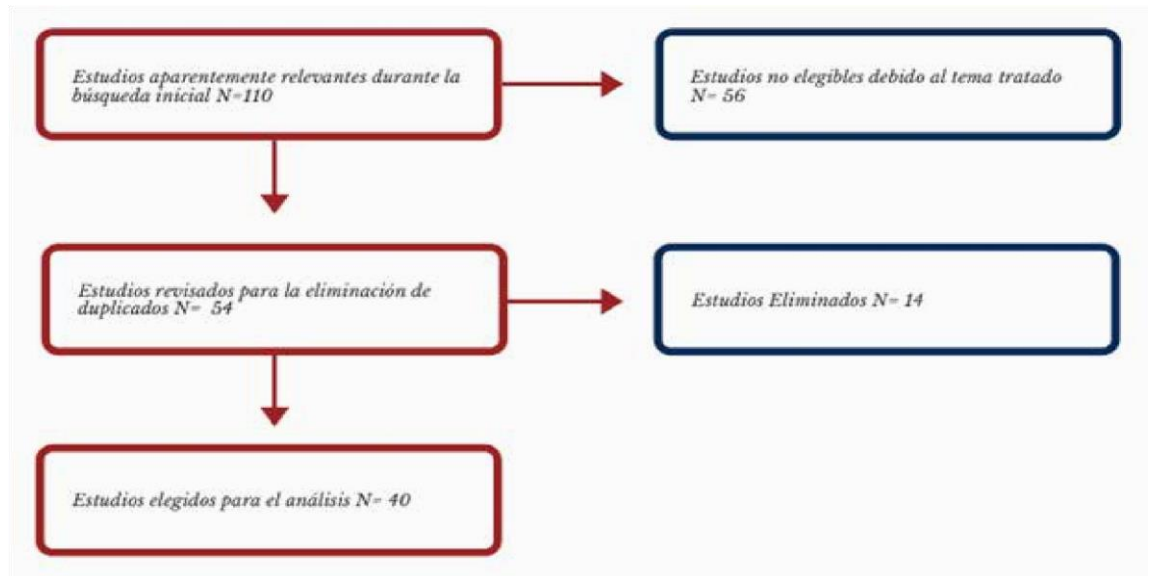 Estudios aparentemente relevantes durante la
búsqueda inicial N=110
Estudios no elegibles debido al tema tratado
N= 56
Estudios revisados para la eliminación de
duplicados N= 54
Estudios Eliminados N= 14
Estudios elegidos para el análisis N= 40